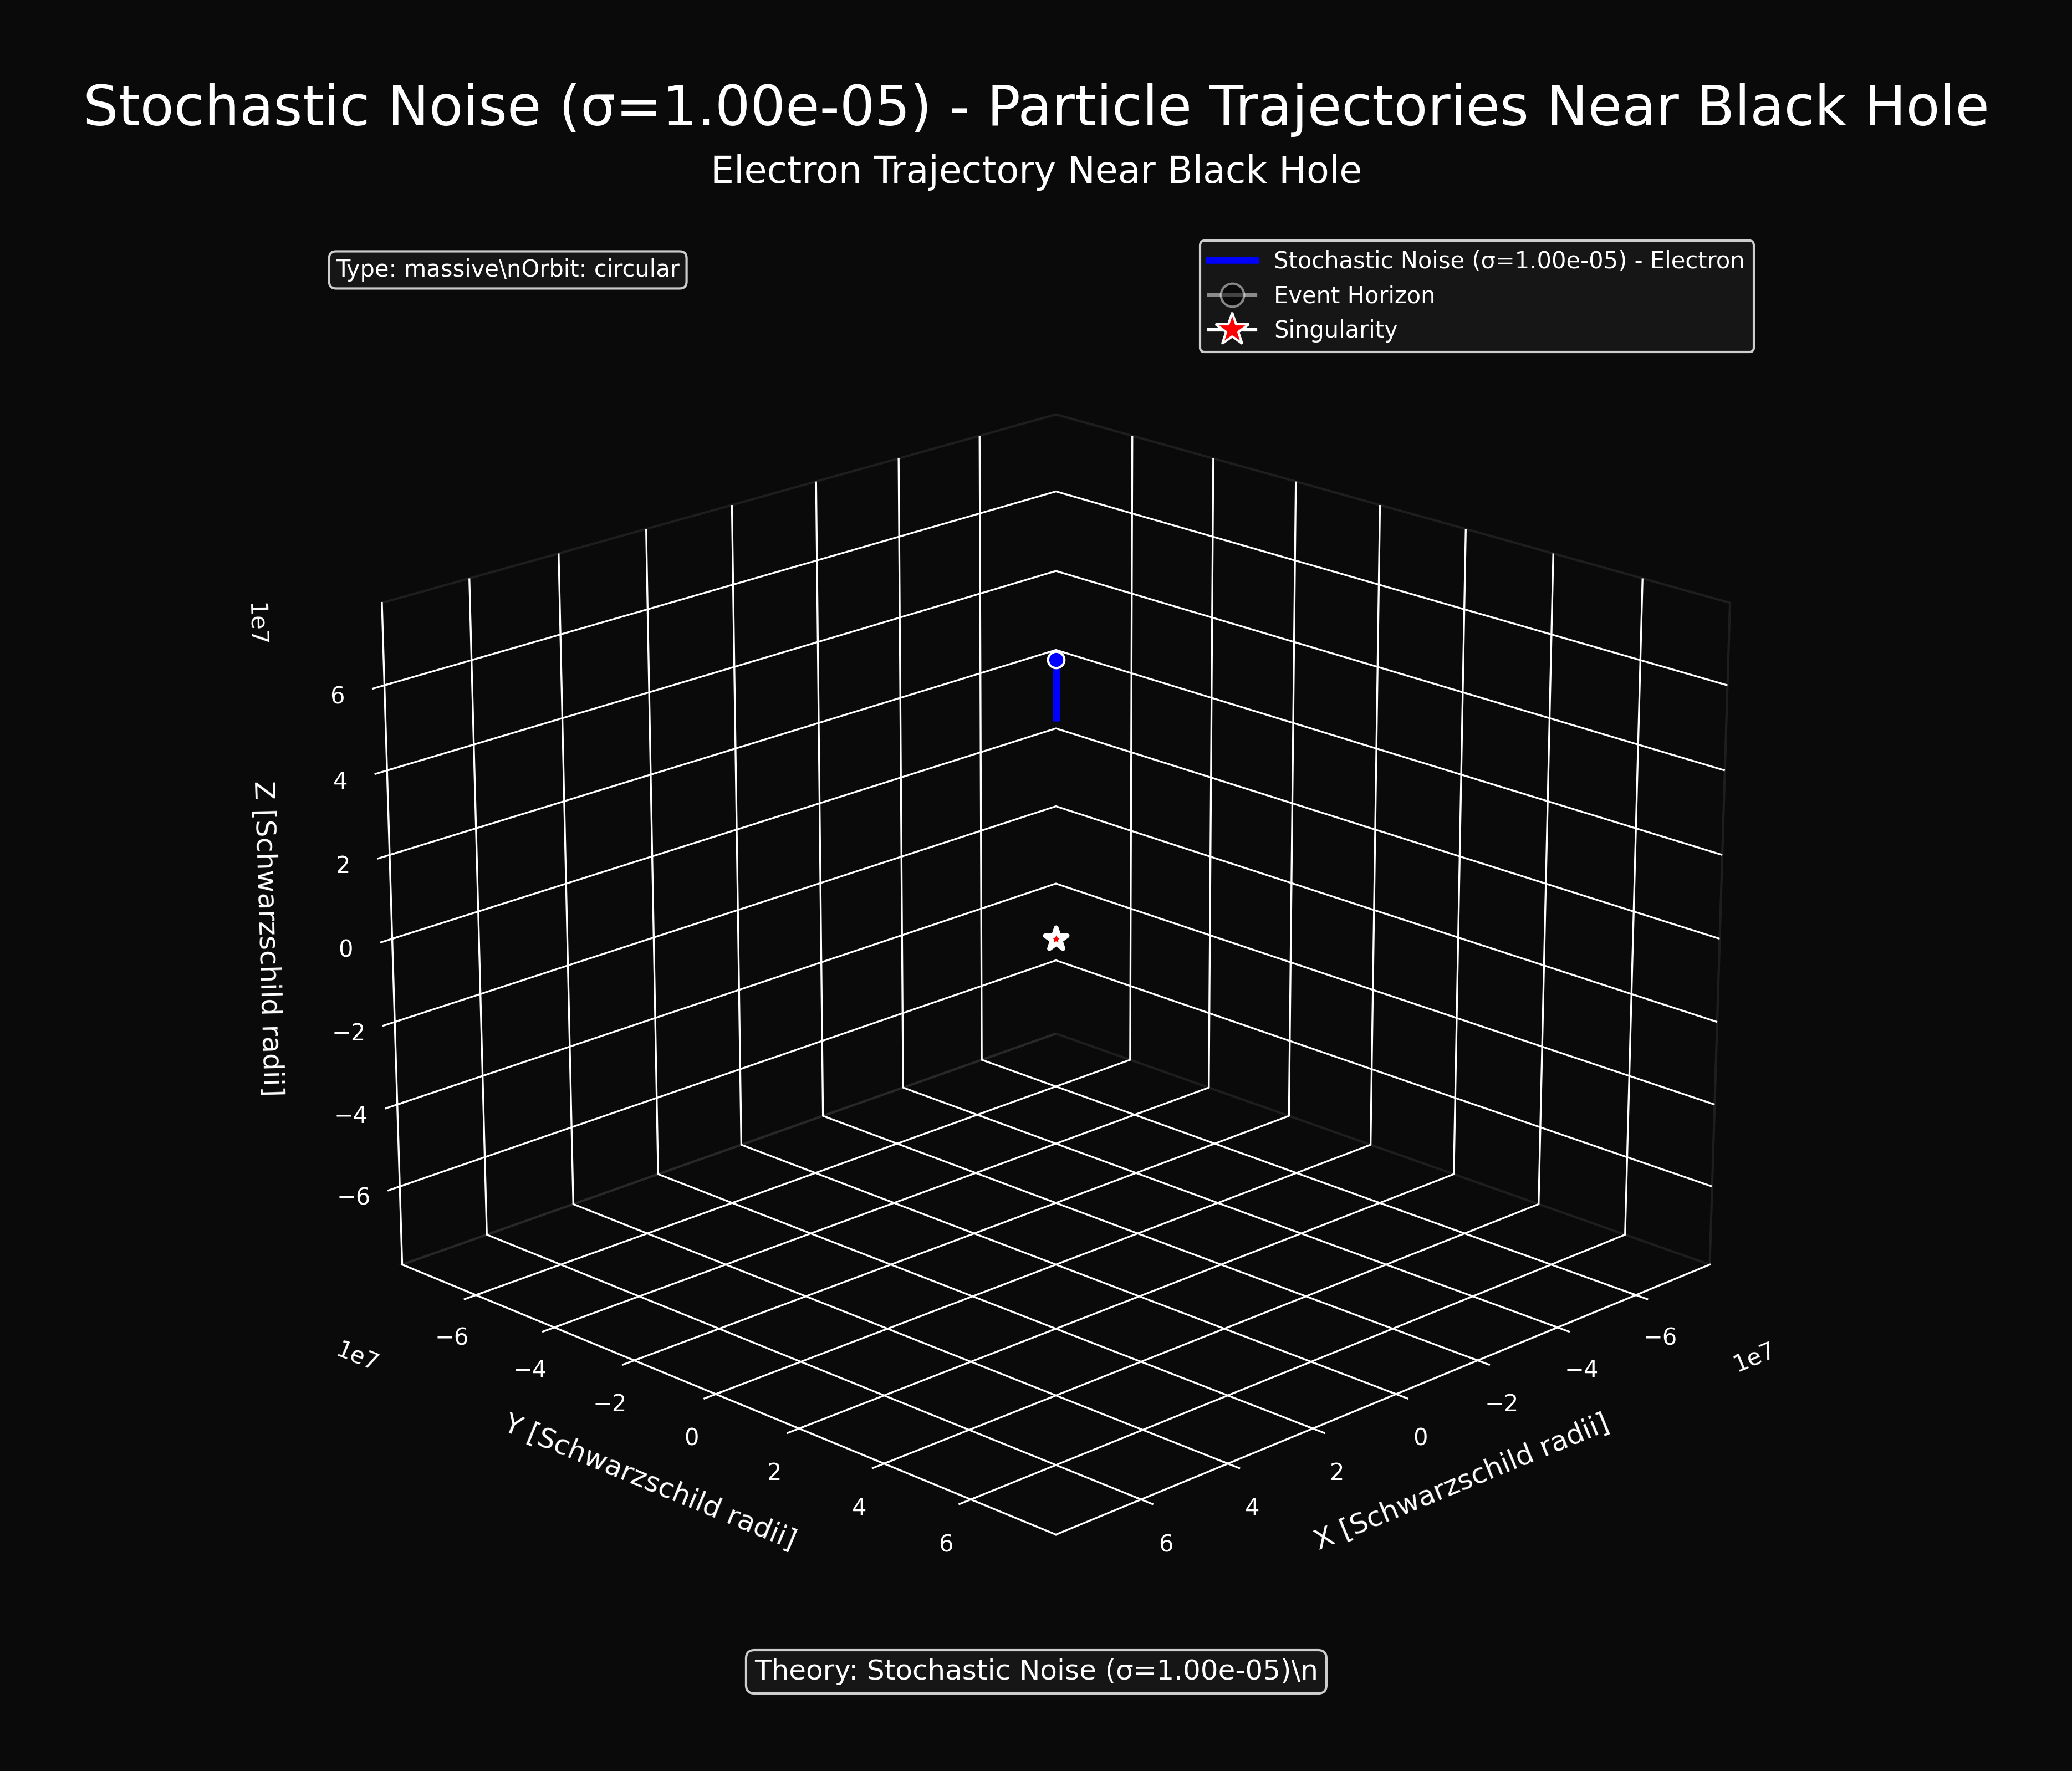 Stochastic Noise (σ=1.00e-05) - Particle Trajectories Near Black Hole
Electron Trajectory Near Black Hole
Type: massive\nOrbit: circular
Stochastic Noise (σ=1.00e-05) - Electron
Event Horizon
Singularity
1e7
6
4
2
0
−2
−4
−6
Z [Schwarzschild radii]
1e7
−6
−4
−2
0
2
4
6
Y [Schwarzschild radii]
6
4
2
0
−2
−4
−6
1e7
X [Schwarzschild radii]
Theory: Stochastic Noise (σ=1.00e-05)\n